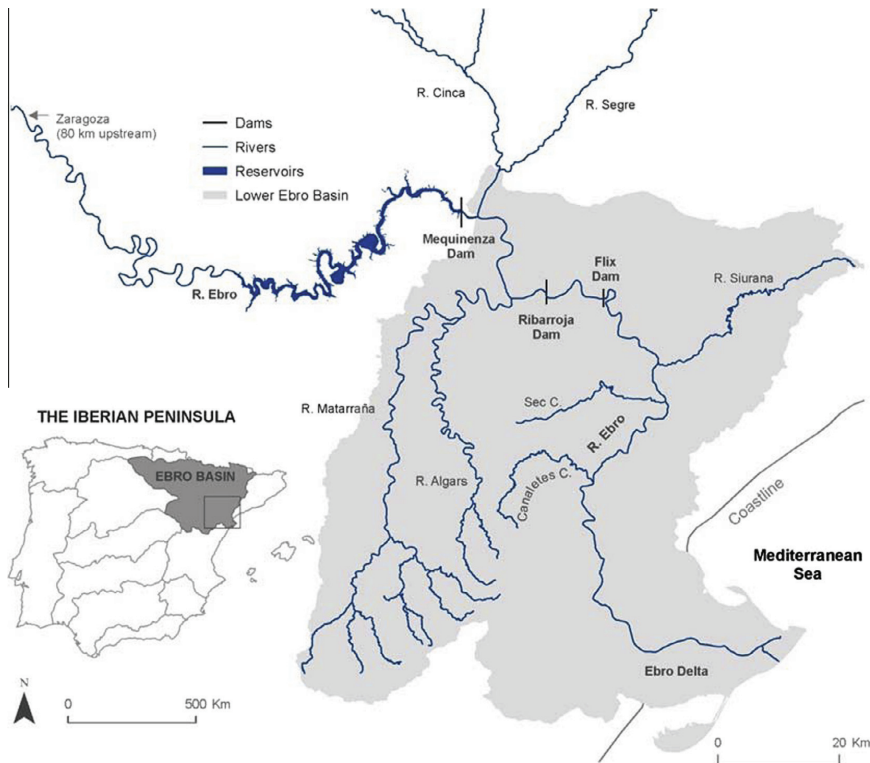 R. Cinca
R. Segre
Zaragoza
(80 km upstream)
Dams
Rivers
Reservoirs
Lower Ebro Basin
Mequinenza
Dam
Flix
Dam
R. Siurana
R. Ebro
Ribarroja
Dam
THE IBERIAN PENINSULA
R. Matarraña
Sec C.
R. Ebro
EBRO BASIN
R. Algars
Canaletes C.
Coastline
Mediterranean
Sea
Ebro Delta
N
0
500 Km
0
20 Km